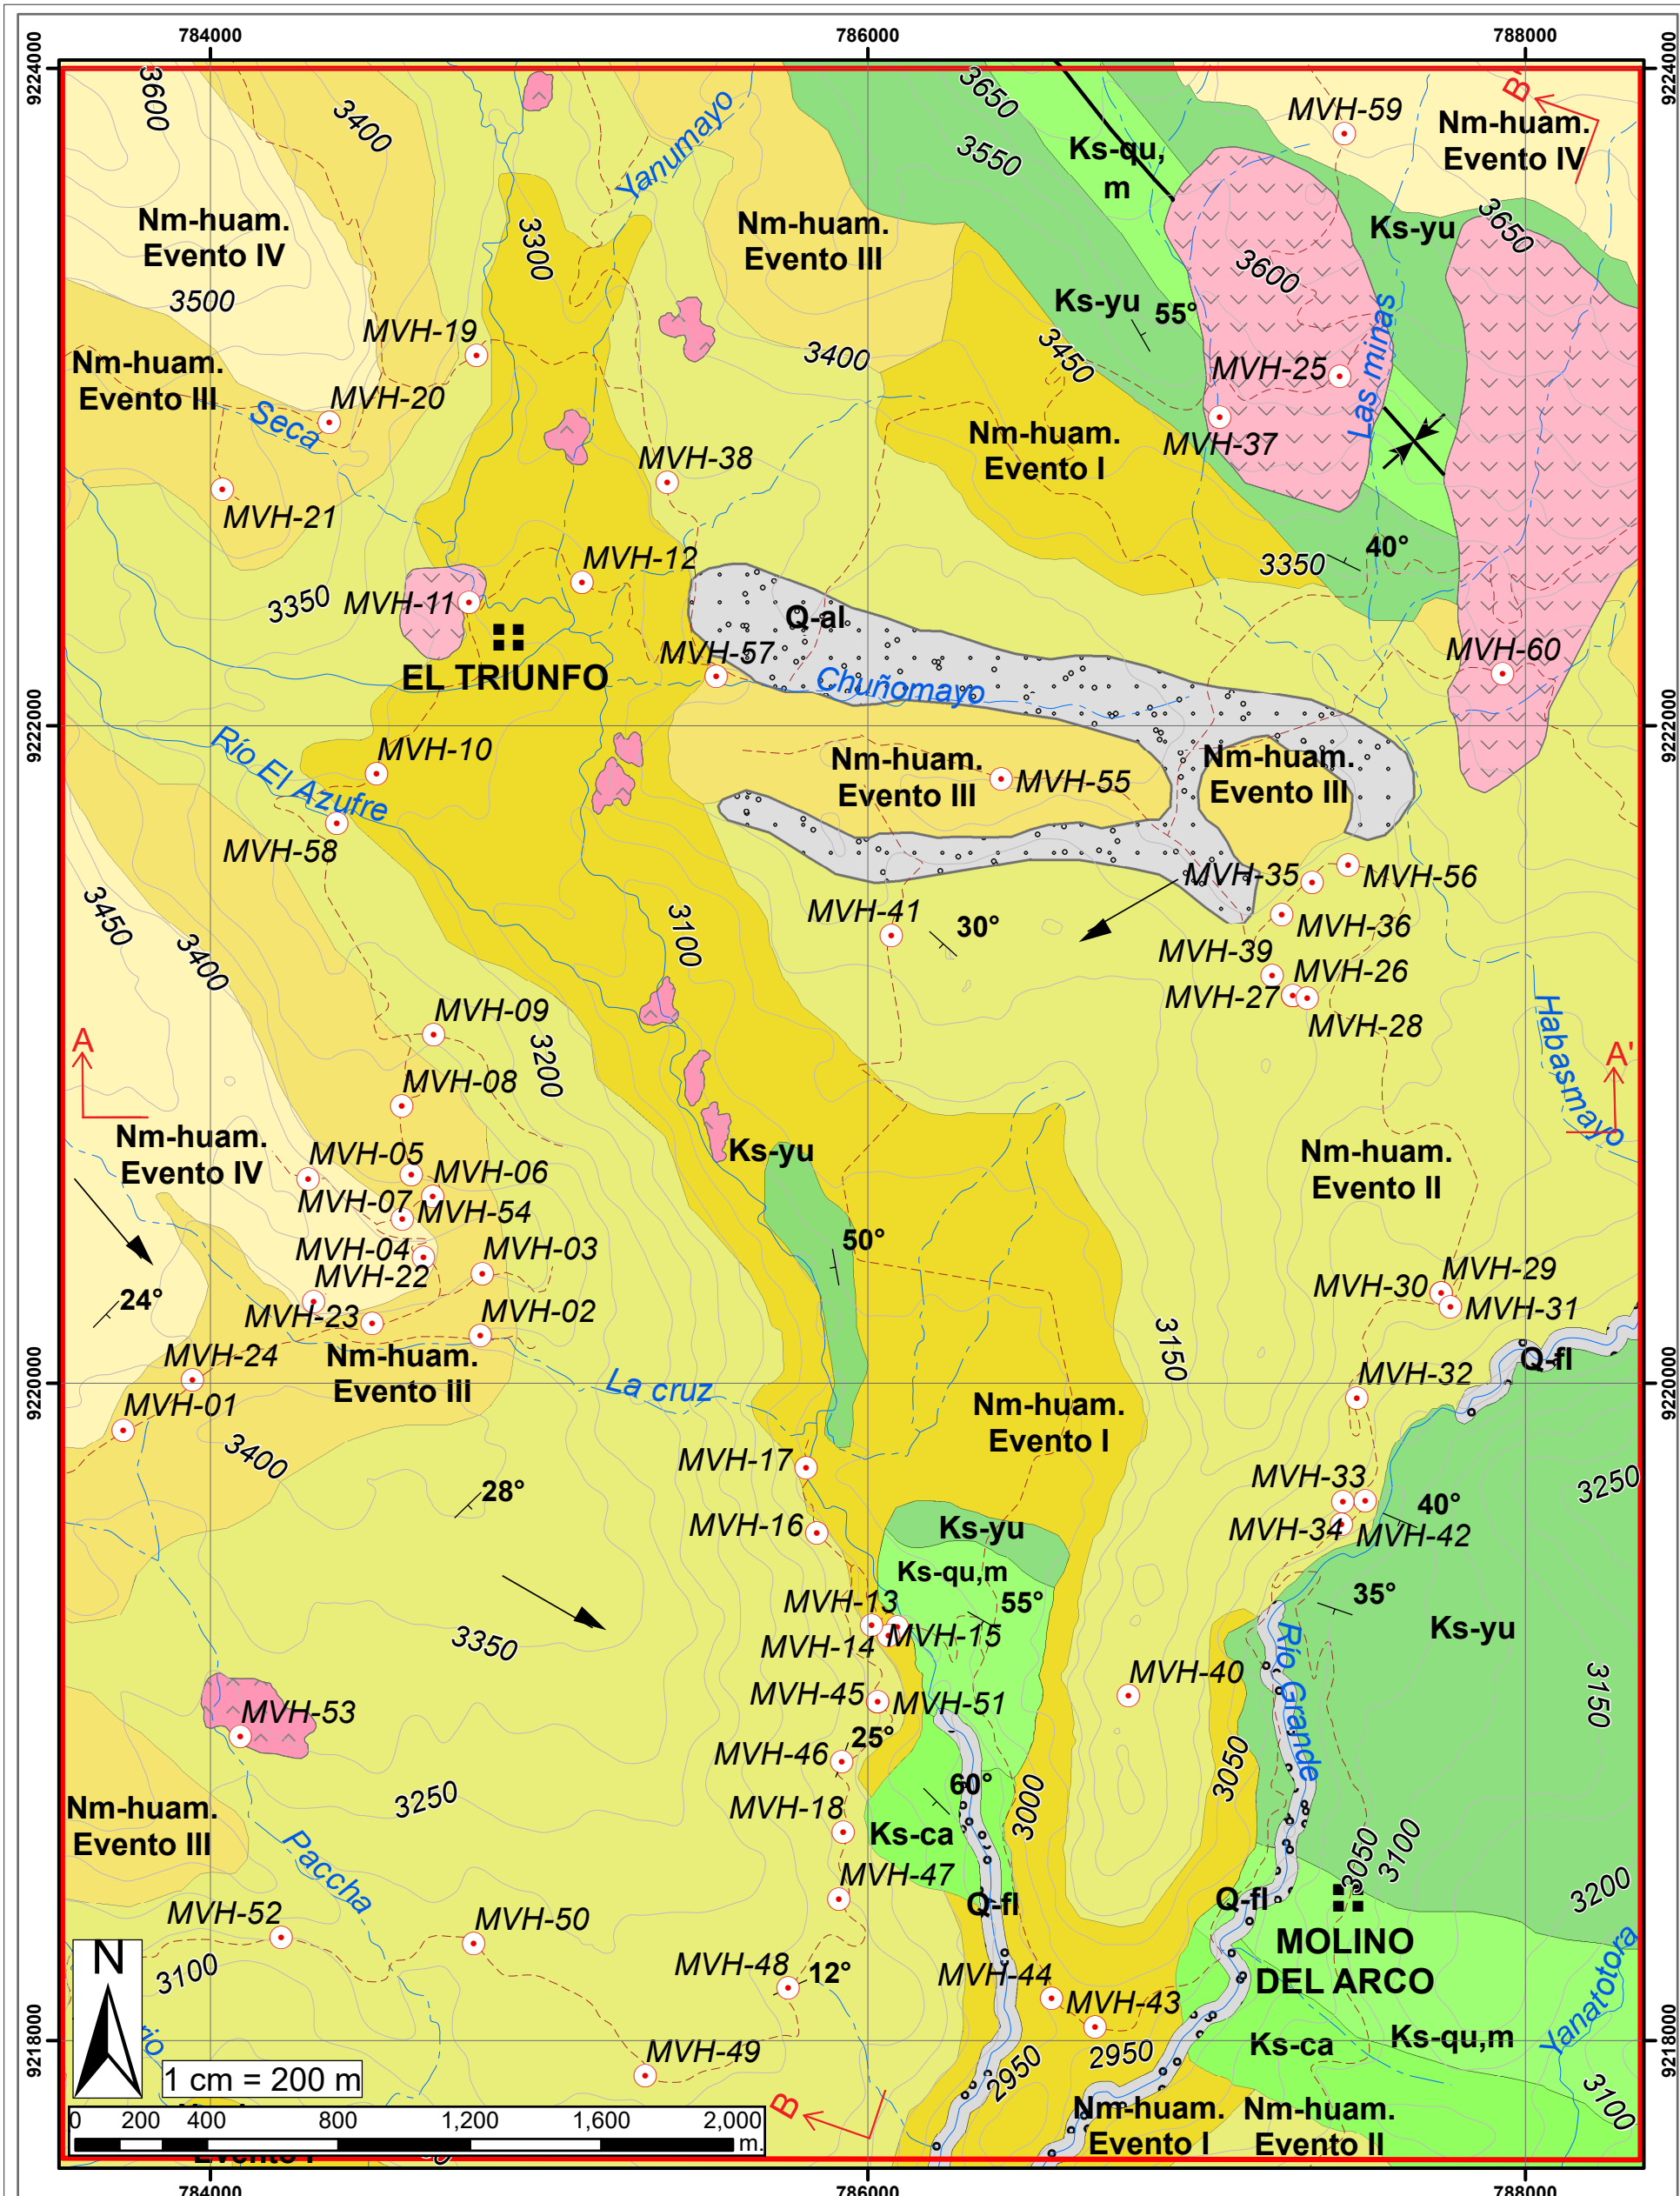 784000
786000
788000
9224000
9224000
3600
3400
Yanumayo
3650
3550
Ks-qu,
m
MVH-59
B'
Nm-huam.
Evento IV
Nm-huam.
Evento IV
3500
3300
Nm-huam.
Evento III
Ks-yu
3650
3600
Ks-yu
55°
MVH-19
3400
3450
Las minas
MVH-25
Nm-huam.
Evento III
MVH-20
Seca
MVH-37
Nm-huam.
Evento I
MVH-38
MVH-21
MVH-12
3350
40°
3350
MVH-11
Q-al
EL TRIUNFO
MVH-57
Chuñomayo
MVH-60
9222000
9222000
Río El Azufre
MVH-10
Nm-huam.
Evento III
MVH-55
Nm-huam.
Evento III
MVH-58
MVH-35
MVH-56
3450
3400
3100
MVH-41
30°
MVH-36
MVH-39
MVH-26
MVH-27
MVH-28
Habasmayo
MVH-09
A
A'
3200
MVH-08
Nm-huam.
Evento IV
MVH-05
MVH-06
MVH-07
MVH-54
Ks-yu
Nm-huam.
Evento II
MVH-04
MVH-03
50°
MVH-22
24°
MVH-23
MVH-02
MVH-29
MVH-30
MVH-31
3150
MVH-24
Nm-huam.
Evento III
La cruz
Q-fl
MVH-32
9220000
9220000
MVH-01
Nm-huam.
Evento I
3400
MVH-17
28°
MVH-33
3250
MVH-16
Ks-yu
40°
MVH-34
MVH-42
Ks-qu,m
MVH-13
55°
35°
MVH-14
MVH-15
Ks-yu
3350
Río Grande
MVH-40
3150
MVH-45
MVH-51
MVH-53
25°
MVH-46
3050
60°
3250
Nm-huam.
Evento III
MVH-18
3000
Ks-ca
3050
3100
Paccha
MVH-47
Q-fl
Q-fl
3200
MVH-52
MVH-50
MOLINO
DEL ARCO
N
3100
MVH-48
12°
MVH-44
MVH-43
Yanatotora
9218000
9218000
Ks-ca
Ks-qu,m
rio
MVH-49
2950
2950
3100
1 cm = 200 m
B
Nm-huam.
Evento I
Nm-huam.
Evento II
0 200 400 800 1,200 1,600 2,000
m.
784000
786000
788000